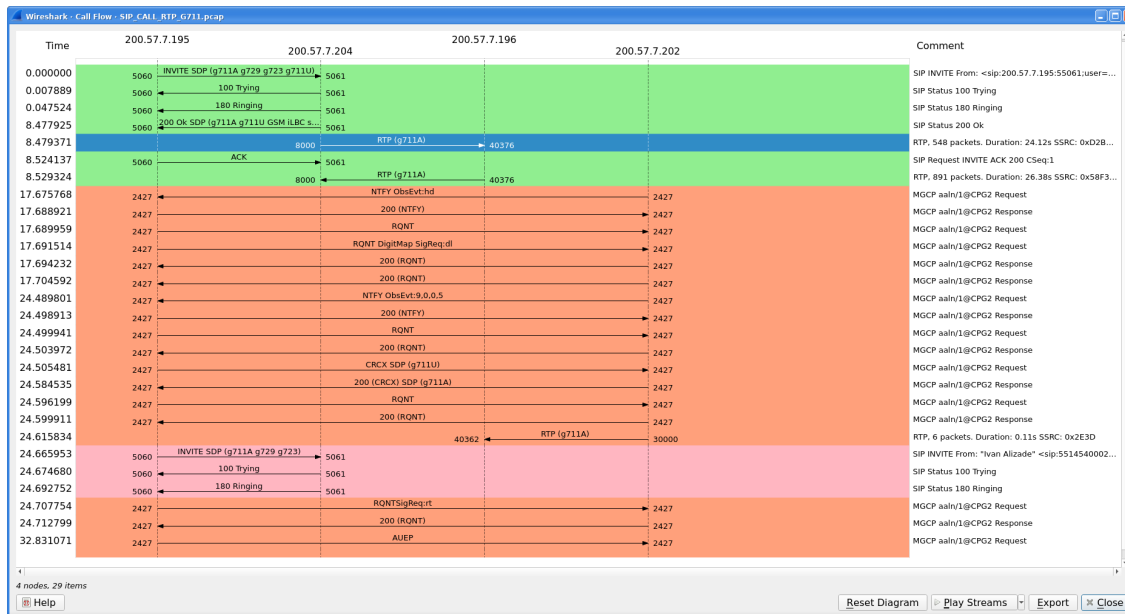 Wireshark · Call Flow · SIP_CALL_RTP_G711.pcap
Time 200.57.7.195 200.57.7.204 200.57.7.196 200.57.7.202 Comment
0.000000 5060 INVITE SDP (g711A g729 g723 g711U) 5061 SIP INVITE From: <sip:200.57.7.195:55061;user=...
0.007889 5060 100 Trying 5061 SIP Status 100 Trying
0.047524 5060 180 Ringing 5061 SIP Status 180 Ringing
8.477925 5060 200 Ok SDP (g711A g711U GSM iLBC s... 5061 SIP Status 200 Ok
8.479371 8000 RTP (g711A) 40376 RTP, 548 packets. Duration: 24.12s SSRC: 0xD2B...
8.524137 5060 ACK 5061 SIP Request INVITE ACK 200 CSeq:1
8.529324 8000 RTP (g711A) 40376 RTP, 891 packets. Duration: 26.38s SSRC: 0x58F3...
17.675768 2427 NTFY ObsEvt:hd 2427 MGCP aaln/1@CPG2 Request
17.688921 2427 200 (NTFY) 2427 MGCP aaln/1@CPG2 Response
17.689959 2427 RQNT 2427 MGCP aaln/1@CPG2 Request
17.691514 2427 RQNT DigitMap SigReq:dl 2427 MGCP aaln/1@CPG2 Request
17.694232 2427 200 (RQNT) 2427 MGCP aaln/1@CPG2 Response
17.704592 2427 200 (RQNT) 2427 MGCP aaln/1@CPG2 Response
24.489801 2427 NTFY ObsEvt:9,0,0,5 2427 MGCP aaln/1@CPG2 Request
24.498913 2427 200 (NTFY) 2427 MGCP aaln/1@CPG2 Response
24.499941 2427 RQNT 2427 MGCP aaln/1@CPG2 Request
24.503972 2427 200 (RQNT) 2427 MGCP aaln/1@CPG2 Response
24.505481 2427 CRCX SDP (g711U) 2427 MGCP aaln/1@CPG2 Request
24.584535 2427 200 (CRCX) SDP (g711A) 2427 MGCP aaln/1@CPG2 Response
24.596199 2427 RQNT 2427 MGCP aaln/1@CPG2 Request
24.599911 2427 200 (RQNT) 2427 MGCP aaln/1@CPG2 Response
24.615834 40362 RTP (g711A) 30000 RTP, 6 packets. Duration: 0.11s SSRC: 0x2E3D
24.665953 5060 INVITE SDP (g711A g729 g723) 5061 SIP INVITE From: "Ivan Alizade" <sip:5514540002...
24.674680 5060 100 Trying 5061 SIP Status 100 Trying
24.692752 5060 180 Ringing 5061 SIP Status 180 Ringing
24.707754 2427 RQNTSigReq:rt 2427 MGCP aaln/1@CPG2 Request
24.712799 2427 200 (RQNT) 2427 MGCP aaln/1@CPG2 Response
32.831071 2427 AUEP 2427 MGCP aaln/1@CPG2 Request
4 nodes, 29 items
Help Reset Diagram Play Streams Export Close